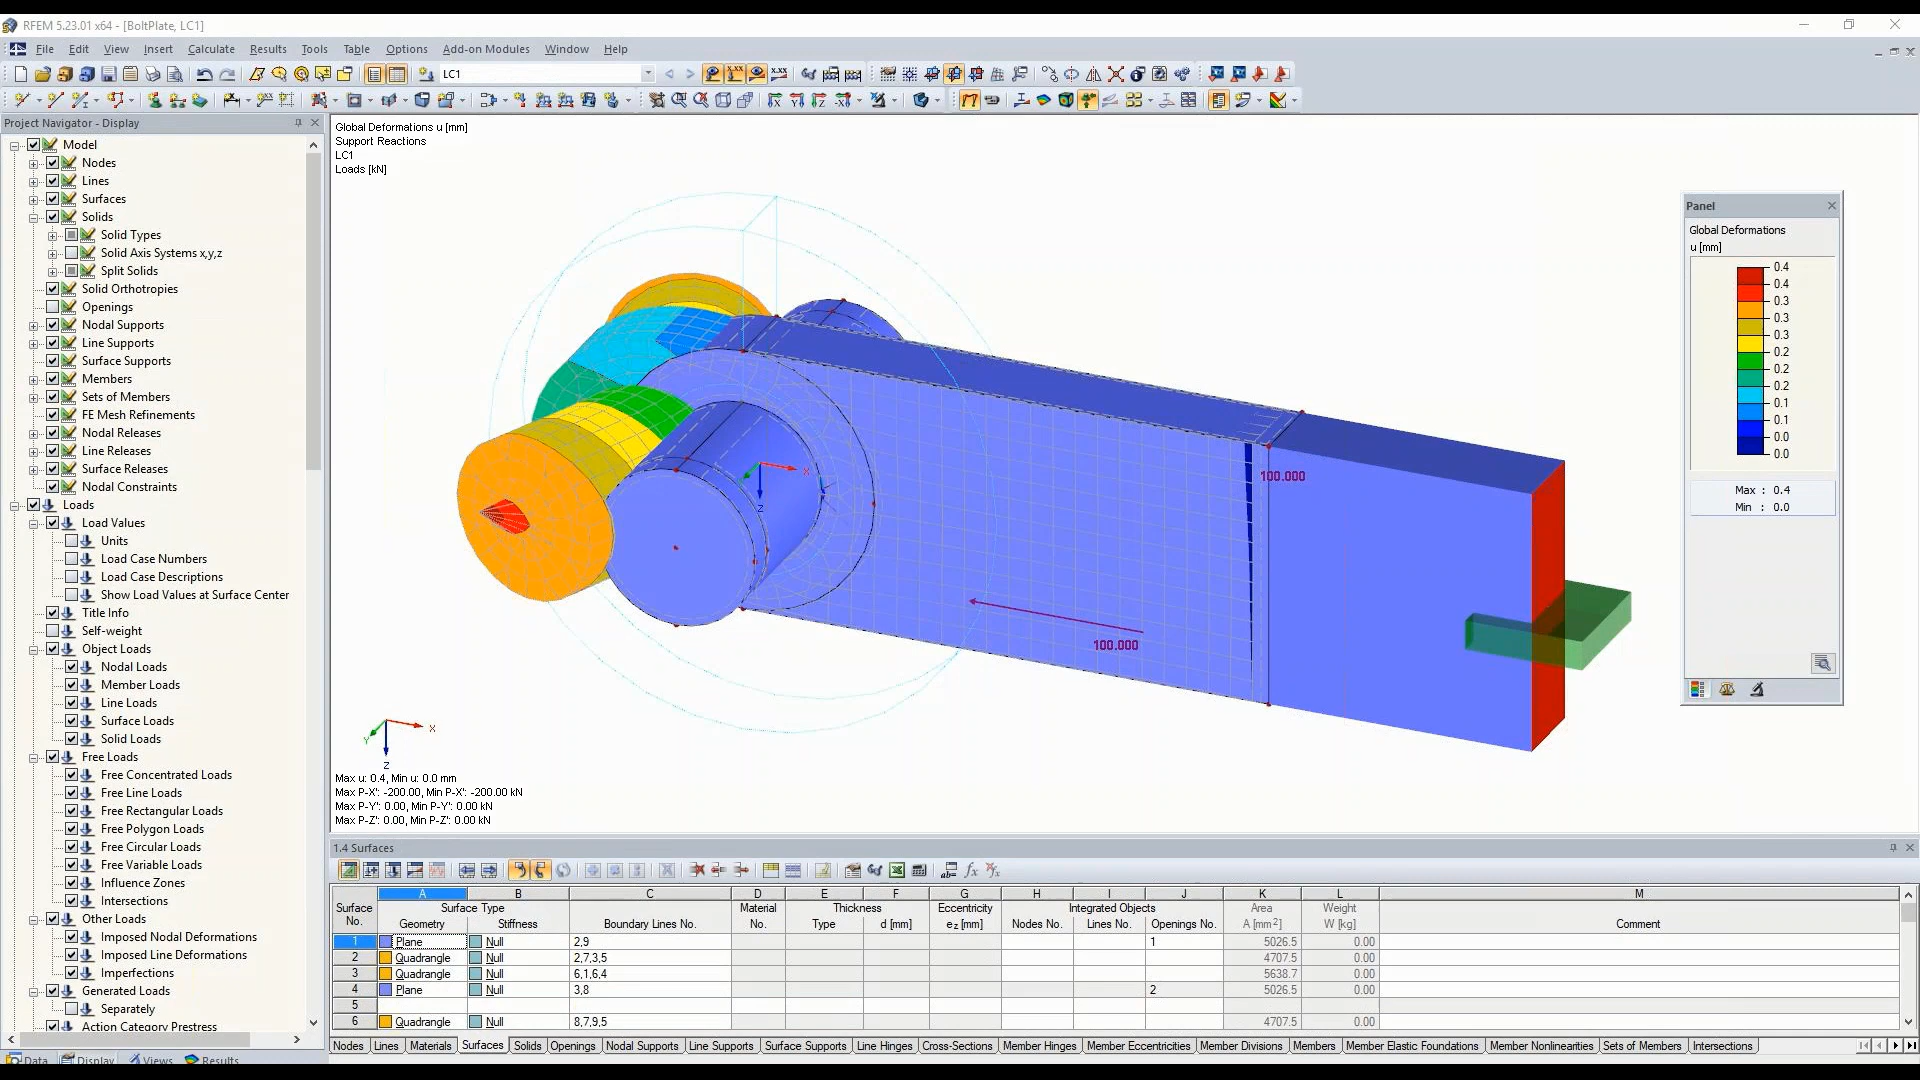 RFEM 5.23.01 x64 - [BoltPlate, LC1]
File Edit View Insert Calculate Results Tools Table Options Add-on Modules Window Help
LC1
Project Navigator - Display
Model
Nodes
Lines
Surfaces
Solids
Solid Types
Solid Axis Systems x,y,z
Split Solids
Solid Orthotropies
Openings
Nodal Supports
Line Supports
Surface Supports
Members
Sets of Members
FE Mesh Refinements
Nodal Releases
Line Releases
Surface Releases
Nodal Constraints
Loads
Load Values
Units
Load Case Numbers
Load Case Descriptions
Show Load Values at Surface Center
Title Info
Self-weight
Object Loads
Nodal Loads
Member Loads
Line Loads
Surface Loads
Solid Loads
Free Loads
Free Concentrated Loads
Free Line Loads
Free Rectangular Loads
Free Polygon Loads
Free Circular Loads
Free Variable Loads
Influence Zones
Intersections
Other Loads
Imposed Nodal Deformations
Imposed Line Deformations
Imperfections
Generated Loads
Separately
Action Category Prestress
Data Display Views Results
Global Deformations u [mm]
Support Reactions
LC1
Loads [kN]
100.000
100.000
X
Z
X
Y
Z
Max u: 0.4, Min u: 0.0 mm
Max P-X': -200.00, Min P-X': -200.00 kN
Max P-Y': 0.00, Min P-Y': 0.00 kN
Max P-Z': 0.00, Min P-Z': 0.00 kN
Panel
Global Deformations
u [mm]
0.4
0.4
0.3
0.3
0.3
0.2
0.2
0.2
0.1
0.1
0.0
0.0
Max : 0.4
Min : 0.0
1.4 Surfaces
A B C D E F G H I J K L M
Surface Surface Type Material Thickness Eccentricity Integrated Objects Area Weight
No. Geometry Stiffness Boundary Lines No. No. Type d [mm] ez [mm] Nodes No. Lines No. Openings No. A [mm2] W [kg] Comment
1 Plane Null 2,9 1 5026.5 0.00
2 Quadrangle Null 2,7,3,5 4707.5 0.00
3 Quadrangle Null 6,1,6,4 5638.7 0.00
4 Plane Null 3,8 2 5026.5 0.00
5
6 Quadrangle Null 8,7,9,5 4707.5 0.00
Nodes Lines Materials Surfaces Solids Openings Nodal Supports Line Supports Surface Supports Line Hinges Cross-Sections Member Hinges Member Eccentricities Member Divisions Members Member Elastic Foundations Member Nonlinearities Sets of Members Intersections